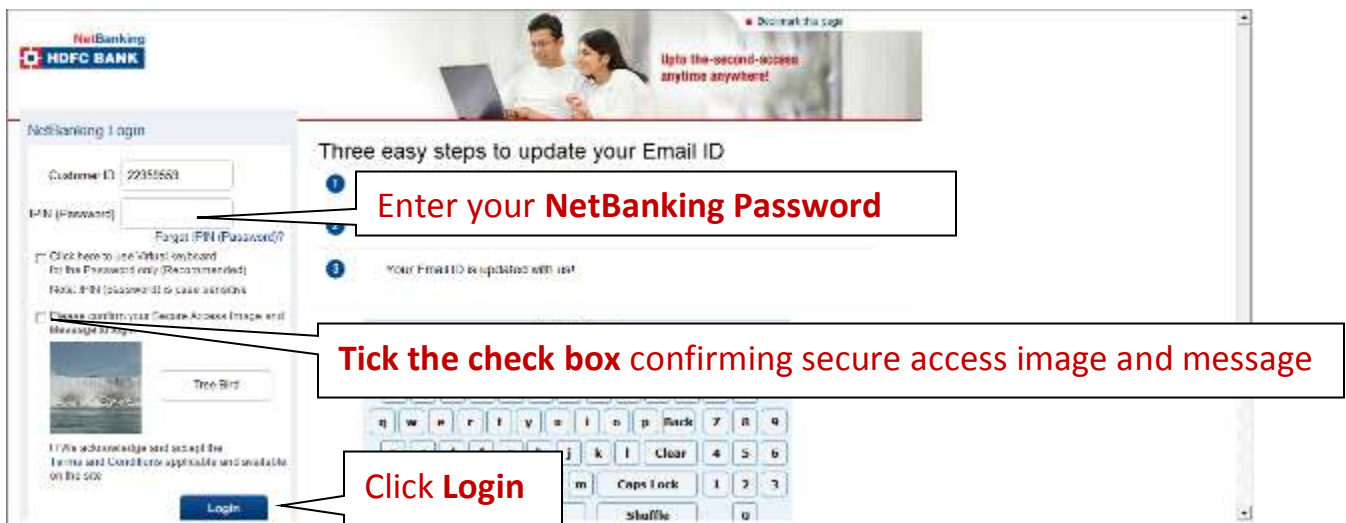 Bookmark this page
NetBanking
HDFC BANK
Upto the-second-access
anytime anywhere!
NetBanking Login
Customer ID
IPIN (Password)
Forgot IPIN (Password)?
Click here to use Virtual keyboard
for the Password only (Recommended)
Note: IPIN (password) is case sensitive
Please confirm your Secure Access Image and
Message to login
Tree Bird
I / We acknowledge and accept the
Terms and Conditions applicable and available
on the site
Login
Three easy steps to update your Email ID
1
Enter your NetBanking Password
2
3 Your Email ID is updated with us!
Tick the check box confirming secure access image and message
q w e r t y u i o p Back 7 8 9
j k l Clear 4 5 6
m Caps Lock 1 2 3
Shuffle 0
Click Login